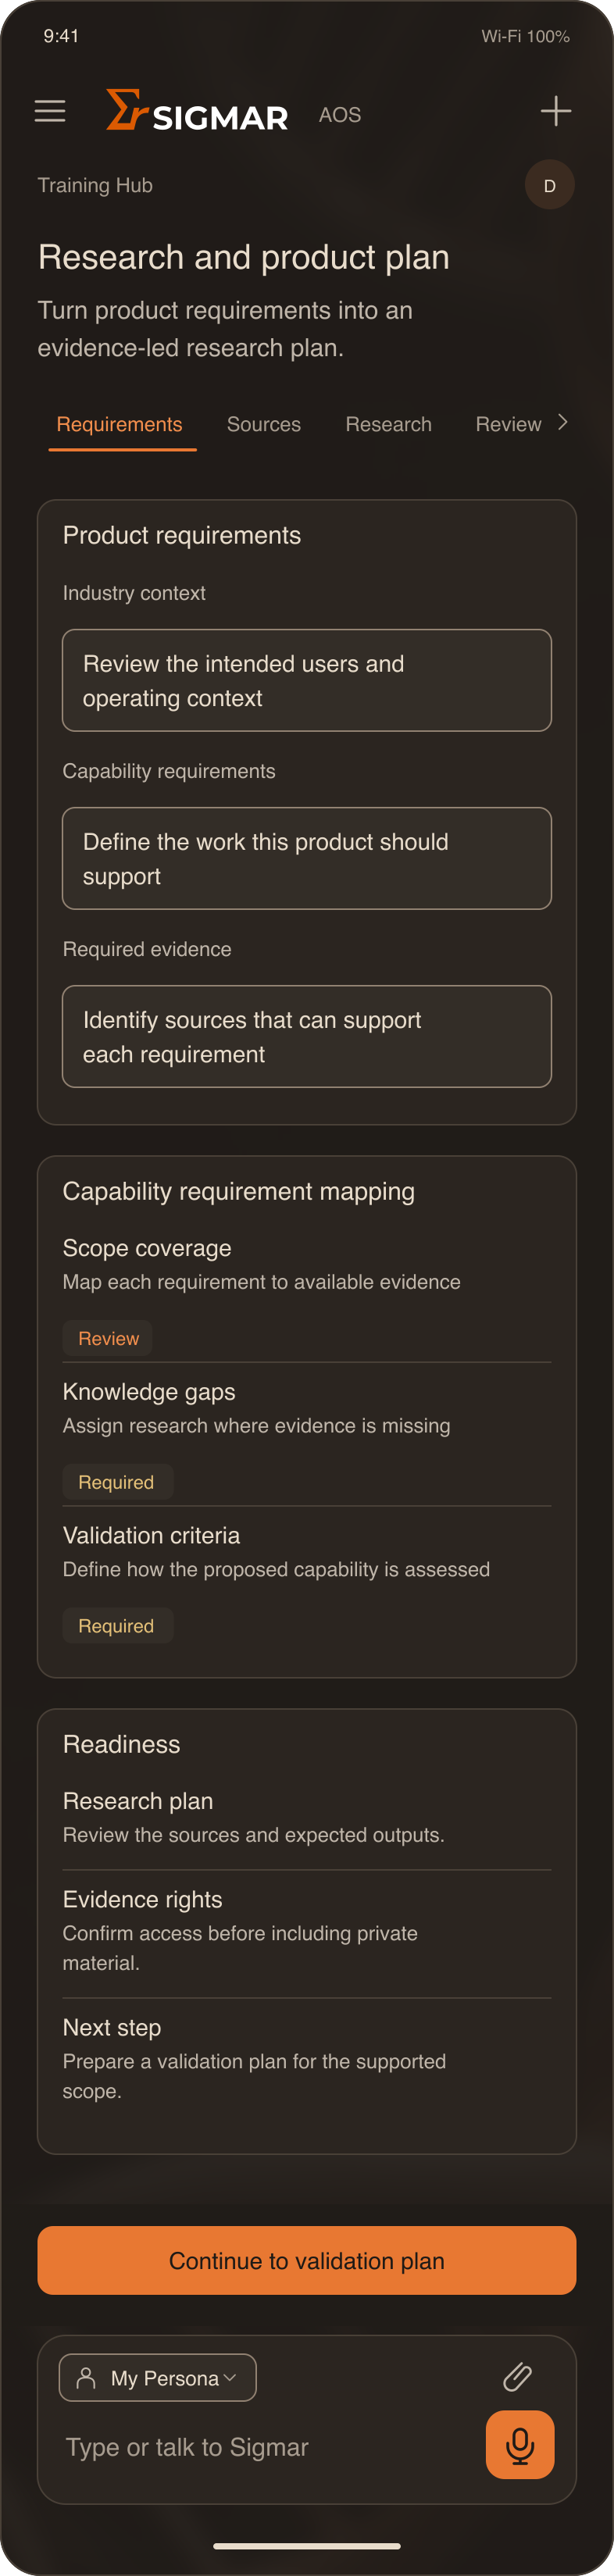 9:41
Wi-Fi 100%
Σr SIGMAR AOS
Training Hub
D
Research and product plan
Turn product requirements into an
evidence-led research plan.
Requirements Sources Research Review
Product requirements
Industry context
Review the intended users and
operating context
Capability requirements
Define the work this product should
support
Required evidence
Identify sources that can support
each requirement
Capability requirement mapping
Scope coverage
Map each requirement to available evidence
Review
Knowledge gaps
Assign research where evidence is missing
Required
Validation criteria
Define how the proposed capability is assessed
Required
Readiness
Research plan
Review the sources and expected outputs.
Evidence rights
Confirm access before including private
material.
Next step
Prepare a validation plan for the supported
scope.
Continue to validation plan
My Persona
Type or talk to Sigmar